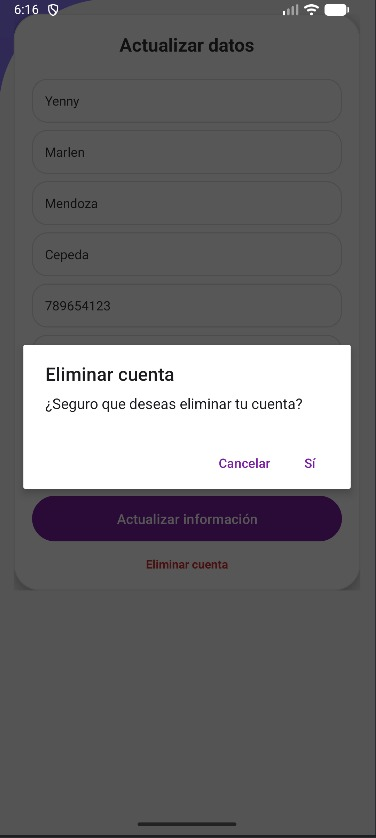 6:16
Actualizar datos
Yenny
Marlen
Mendoza
Cepeda
789654123
Eliminar cuenta
¿Seguro que deseas eliminar tu cuenta?
Cancelar
Sí
Actualizar información
Eliminar cuenta